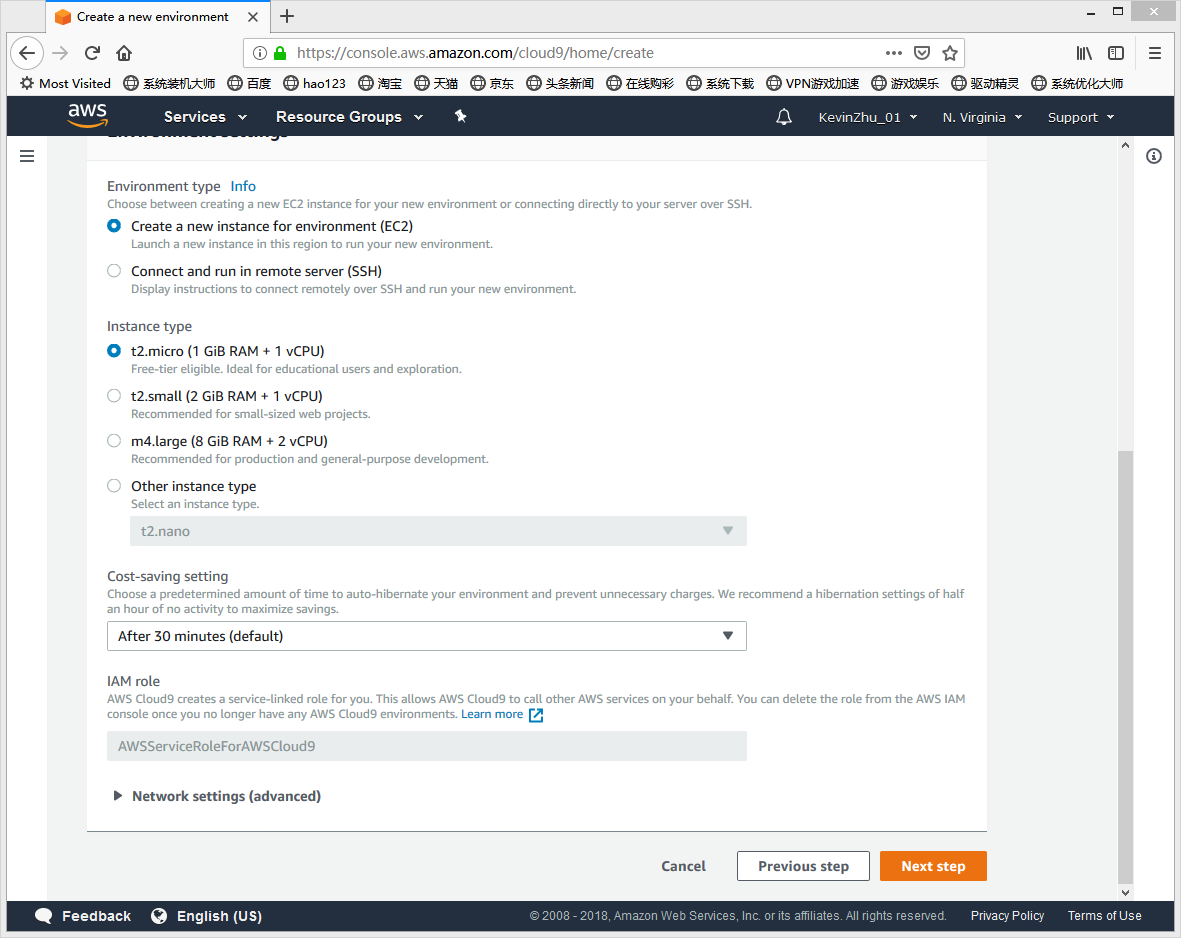 Create a new environment
https://console.aws.amazon.com/cloud9/home/create
Most Visited 系统装机大师 百度 hao123 淘宝 天猫 京东 头条新闻 在线购彩 系统下载 VPN游戏加速 游戏娱乐 驱动精灵 系统优化大师
aws Services Resource Groups KevinZhu_01 N. Virginia Support
Environment settings
Environment type Info
Choose between creating a new EC2 instance for your new environment or connecting directly to your server over SSH.
Create a new instance for environment (EC2)
Launch a new instance in this region to run your new environment.
Connect and run in remote server (SSH)
Display instructions to connect remotely over SSH and run your new environment.
Instance type
t2.micro (1 GiB RAM + 1 vCPU)
Free-tier eligible. Ideal for educational users and exploration.
t2.small (2 GiB RAM + 1 vCPU)
Recommended for small-sized web projects.
m4.large (8 GiB RAM + 2 vCPU)
Recommended for production and general-purpose development.
Other instance type
Select an instance type.
t2.nano
Cost-saving setting
Choose a predetermined amount of time to auto-hibernate your environment and prevent unnecessary charges. We recommend a hibernation settings of half
an hour of no activity to maximize savings.
After 30 minutes (default)
IAM role
AWS Cloud9 creates a service-linked role for you. This allows AWS Cloud9 to call other AWS services on your behalf. You can delete the role from the AWS IAM
console once you no longer have any AWS Cloud9 environments. Learn more
AWSServiceRoleForAWSCloud9
Network settings (advanced)
Cancel Previous step Next step
Feedback English (US) © 2008 - 2018, Amazon Web Services, Inc. or its affiliates. All rights reserved. Privacy Policy Terms of Use